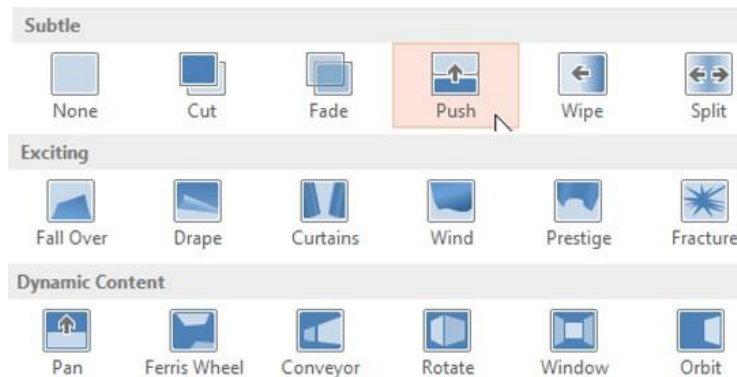 Subtle
None Cut Fade Push Wipe Split
Exciting
Fall Over Drape Curtains Wind Prestige Fracture
Dynamic Content
Pan Ferris Wheel Conveyor Rotate Window Orbit